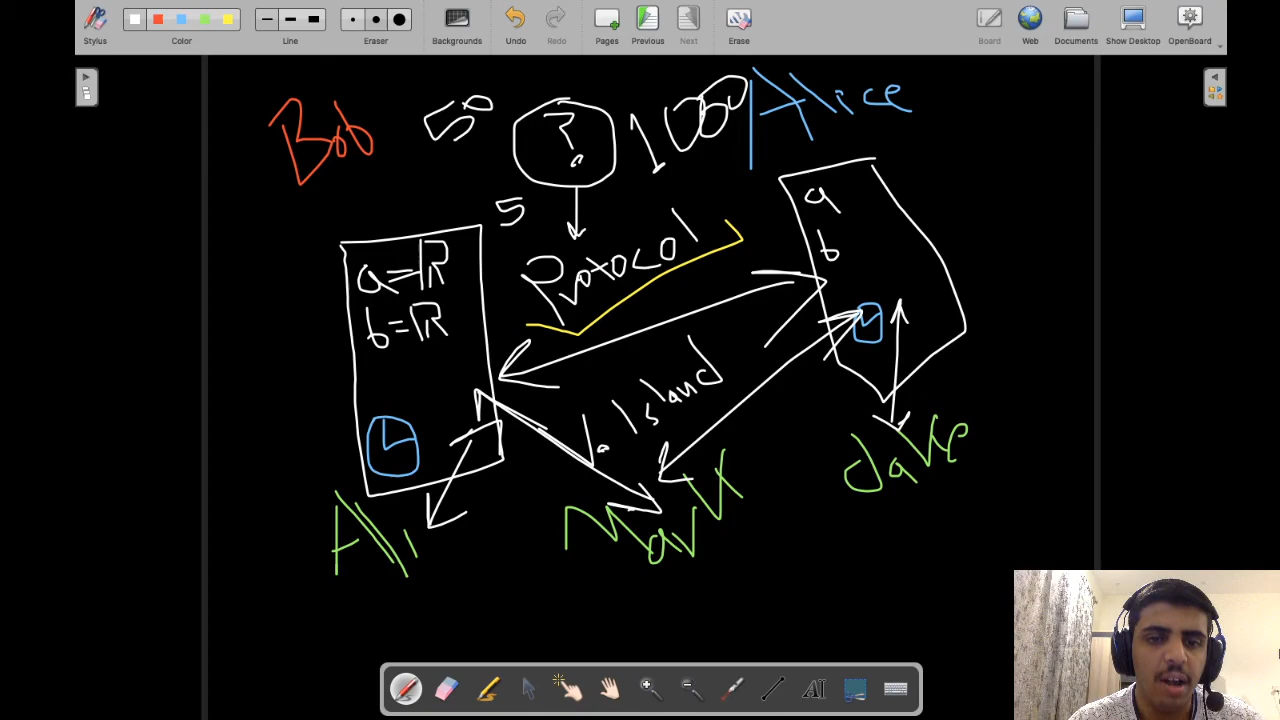 Stylus Color Line Eraser Backgrounds Undo Redo Pages Previous Next Erase Board Web Documents Show Desktop OpenBoard
Bob 50 ? 1000 Alice
5
Protocol
a=R
b=R
a
b
Island
Ali Mark Jake